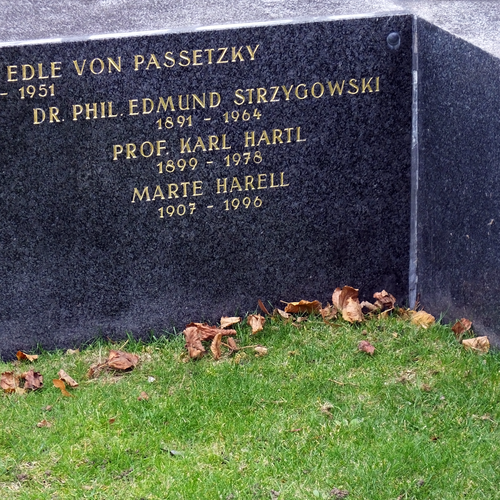 EDLE VON PASSETZKY
– 1951
DR. PHIL. EDMUND STRZYGOWSKI
1891 – 1964
PROF. KARL HARTL
1899 – 1978
MARTE HARELL
1907 – 1996